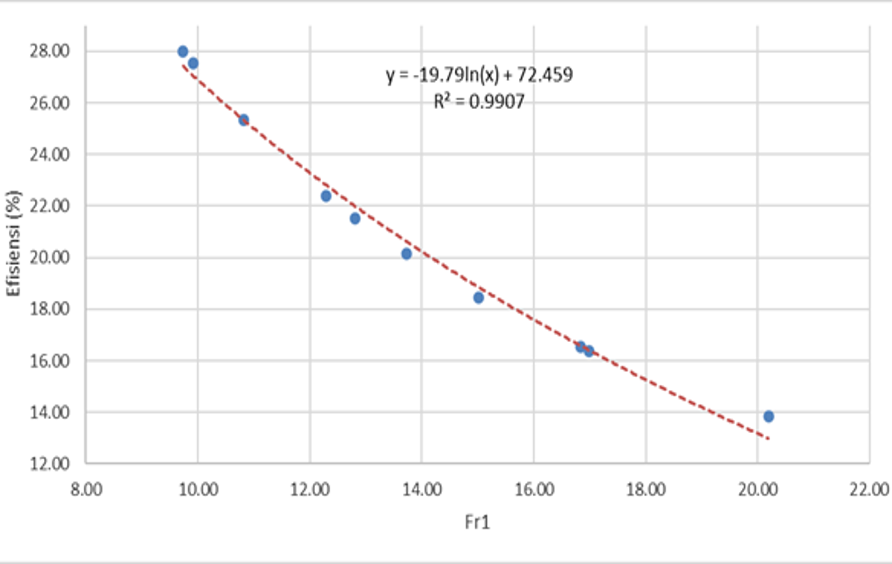 28.00
26.00
24.00
22.00
20.00
18.00
16.00
14.00
12.00
Efisiensi (%)
y = -19.79ln(x) + 72.459
R² = 0.9907
8.00 10.00 12.00 14.00 16.00 18.00 20.00 22.00
Fr1